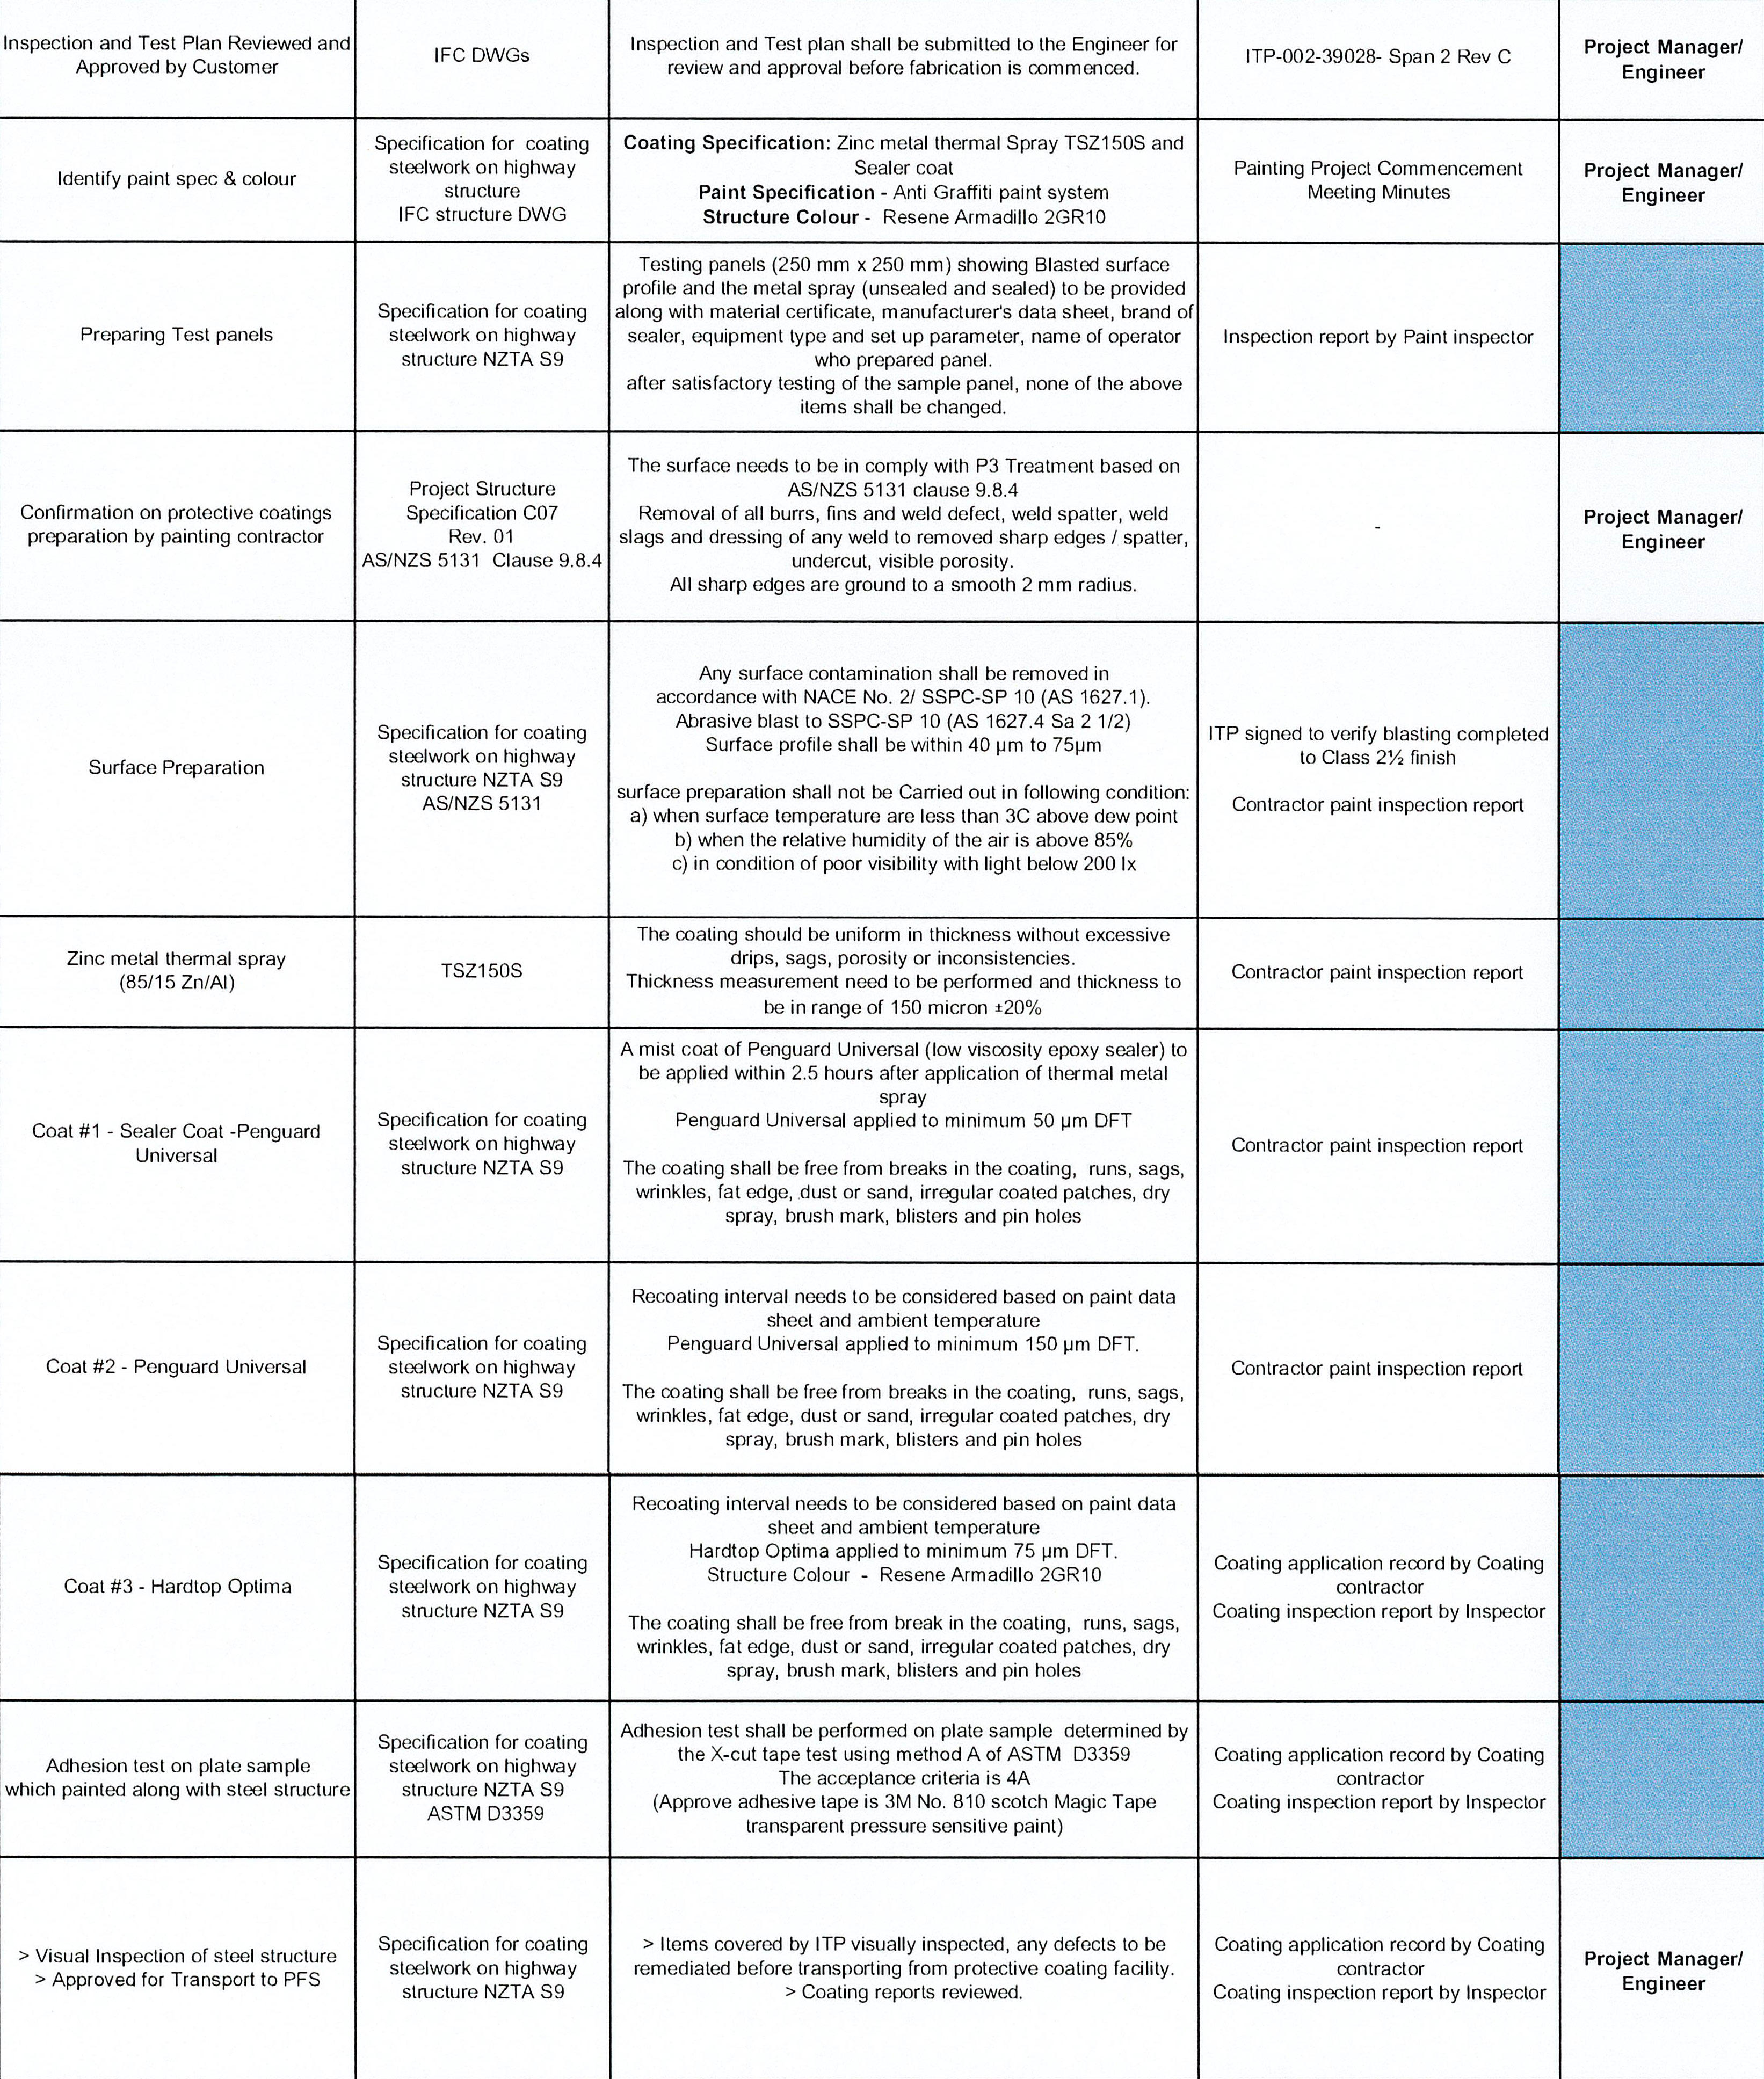 Inspection and Test Plan Reviewed and
Approved by Customer
IFC DWGs
Inspection and Test plan shall be submitted to the Engineer for
review and approval before fabrication is commenced.
ITP-002-39028- Span 2 Rev C
Project Manager/
Engineer
Identify paint spec & colour
Specification for coating
steelwork on highway
structure
IFC structure DWG
Coating Specification: Zinc metal thermal Spray TSZ150S and
Sealer coat
Paint Specification - Anti Graffiti paint system
Structure Colour - Resene Armadillo 2GR10
Painting Project Commencement
Meeting Minutes
Project Manager/
Engineer
Preparing Test panels
Specification for coating
steelwork on highway
structure NZTA S9
Testing panels (250 mm x 250 mm) showing Blasted surface
profile and the metal spray (unsealed and sealed) to be provided
along with material certificate, manufacturer's data sheet, brand of
sealer, equipment type and set up parameter, name of operator
who prepared panel.
after satisfactory testing of the sample panel, none of the above
items shall be changed.
Inspection report by Paint inspector
Confirmation on protective coatings
preparation by painting contractor
Project Structure
Specification C07
Rev. 01
AS/NZS 5131 Clause 9.8.4
The surface needs to be in comply with P3 Treatment based on
AS/NZS 5131 clause 9.8.4
Removal of all burrs, fins and weld defect, weld spatter, weld
slags and dressing of any weld to removed sharp edges / spatter,
undercut, visible porosity.
All sharp edges are ground to a smooth 2 mm radius.
-
Project Manager/
Engineer
Surface Preparation
Specification for coating
steelwork on highway
structure NZTA S9
AS/NZS 5131
Any surface contamination shall be removed in
accordance with NACE No. 2/ SSPC-SP 10 (AS 1627.1).
Abrasive blast to SSPC-SP 10 (AS 1627.4 Sa 2 1/2)
Surface profile shall be within 40 µm to 75µm
surface preparation shall not be Carried out in following condition:
a) when surface temperature are less than 3C above dew point
b) when the relative humidity of the air is above 85%
c) in condition of poor visibility with light below 200 lx
ITP signed to verify blasting completed
to Class 2½ finish
Contractor paint inspection report
Zinc metal thermal spray
(85/15 Zn/Al)
TSZ150S
The coating should be uniform in thickness without excessive
drips, sags, porosity or inconsistencies.
Thickness measurement need to be performed and thickness to
be in range of 150 micron ±20%
Contractor paint inspection report
Coat #1 - Sealer Coat -Penguard
Universal
Specification for coating
steelwork on highway
structure NZTA S9
A mist coat of Penguard Universal (low viscosity epoxy sealer) to
be applied within 2.5 hours after application of thermal metal
spray
Penguard Universal applied to minimum 50 µm DFT
The coating shall be free from breaks in the coating, runs, sags,
wrinkles, fat edge, dust or sand, irregular coated patches, dry
spray, brush mark, blisters and pin holes
Contractor paint inspection report
Coat #2 - Penguard Universal
Specification for coating
steelwork on highway
structure NZTA S9
Recoating interval needs to be considered based on paint data
sheet and ambient temperature
Penguard Universal applied to minimum 150 µm DFT.
The coating shall be free from breaks in the coating, runs, sags,
wrinkles, fat edge, dust or sand, irregular coated patches, dry
spray, brush mark, blisters and pin holes
Contractor paint inspection report
Coat #3 - Hardtop Optima
Specification for coating
steelwork on highway
structure NZTA S9
Recoating interval needs to be considered based on paint data
sheet and ambient temperature
Hardtop Optima applied to minimum 75 µm DFT.
Structure Colour - Resene Armadillo 2GR10
The coating shall be free from break in the coating, runs, sags,
wrinkles, fat edge, dust or sand, irregular coated patches, dry
spray, brush mark, blisters and pin holes
Coating application record by Coating
contractor
Coating inspection report by Inspector
Adhesion test on plate sample
which painted along with steel structure
Specification for coating
steelwork on highway
structure NZTA S9
ASTM D3359
Adhesion test shall be performed on plate sample determined by
the X-cut tape test using method A of ASTM D3359
The acceptance criteria is 4A
(Approve adhesive tape is 3M No. 810 scotch Magic Tape
transparent pressure sensitive paint)
Coating application record by Coating
contractor
Coating inspection report by Inspector
> Visual Inspection of steel structure
> Approved for Transport to PFS
Specification for coating
steelwork on highway
structure NZTA S9
> Items covered by ITP visually inspected, any defects to be
remediated before transporting from protective coating facility.
> Coating reports reviewed.
Coating application record by Coating
contractor
Coating inspection report by Inspector
Project Manager/
Engineer